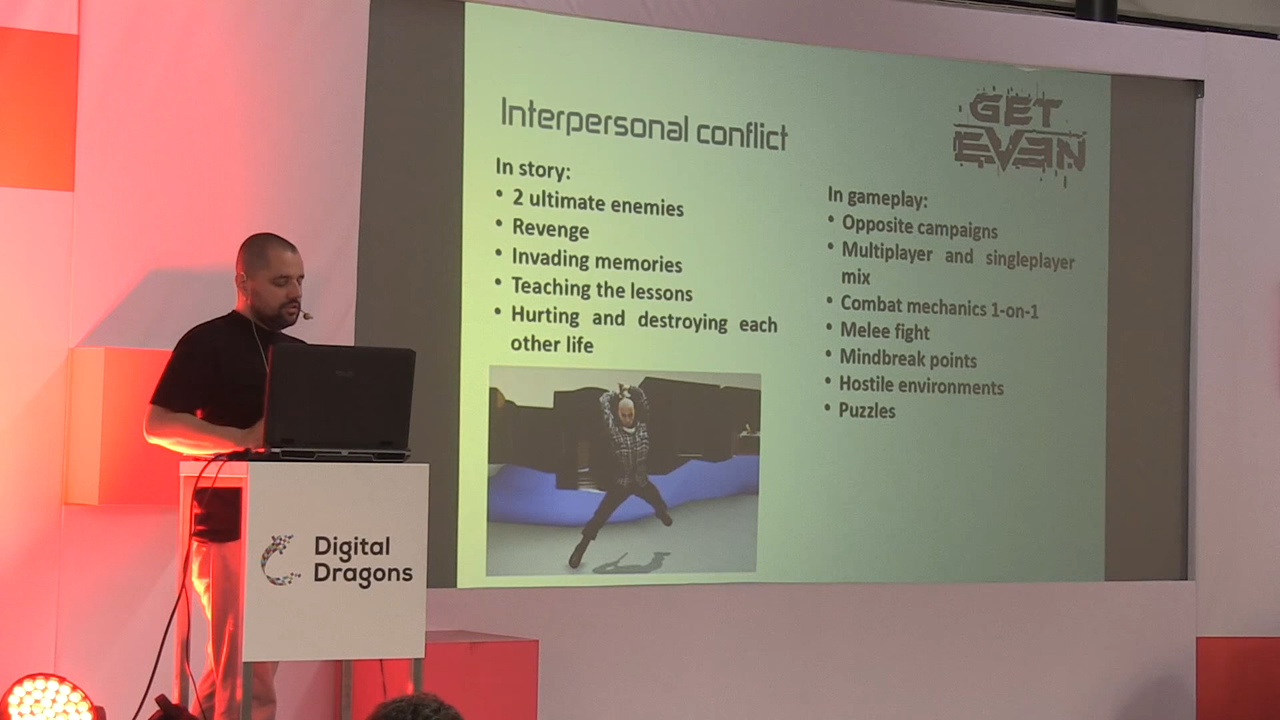 Interpersonal conflict
GET
EVEN
In story:
• 2 ultimate enemies
• Revenge
• Invading memories
• Teaching the lessons
• Hurting and destroying each
other life
In gameplay:
• Opposite campaigns
• Multiplayer and singleplayer
mix
• Combat mechanics 1-on-1
• Melee fight
• Mindbreak points
• Hostile environments
• Puzzles
Digital
Dragons